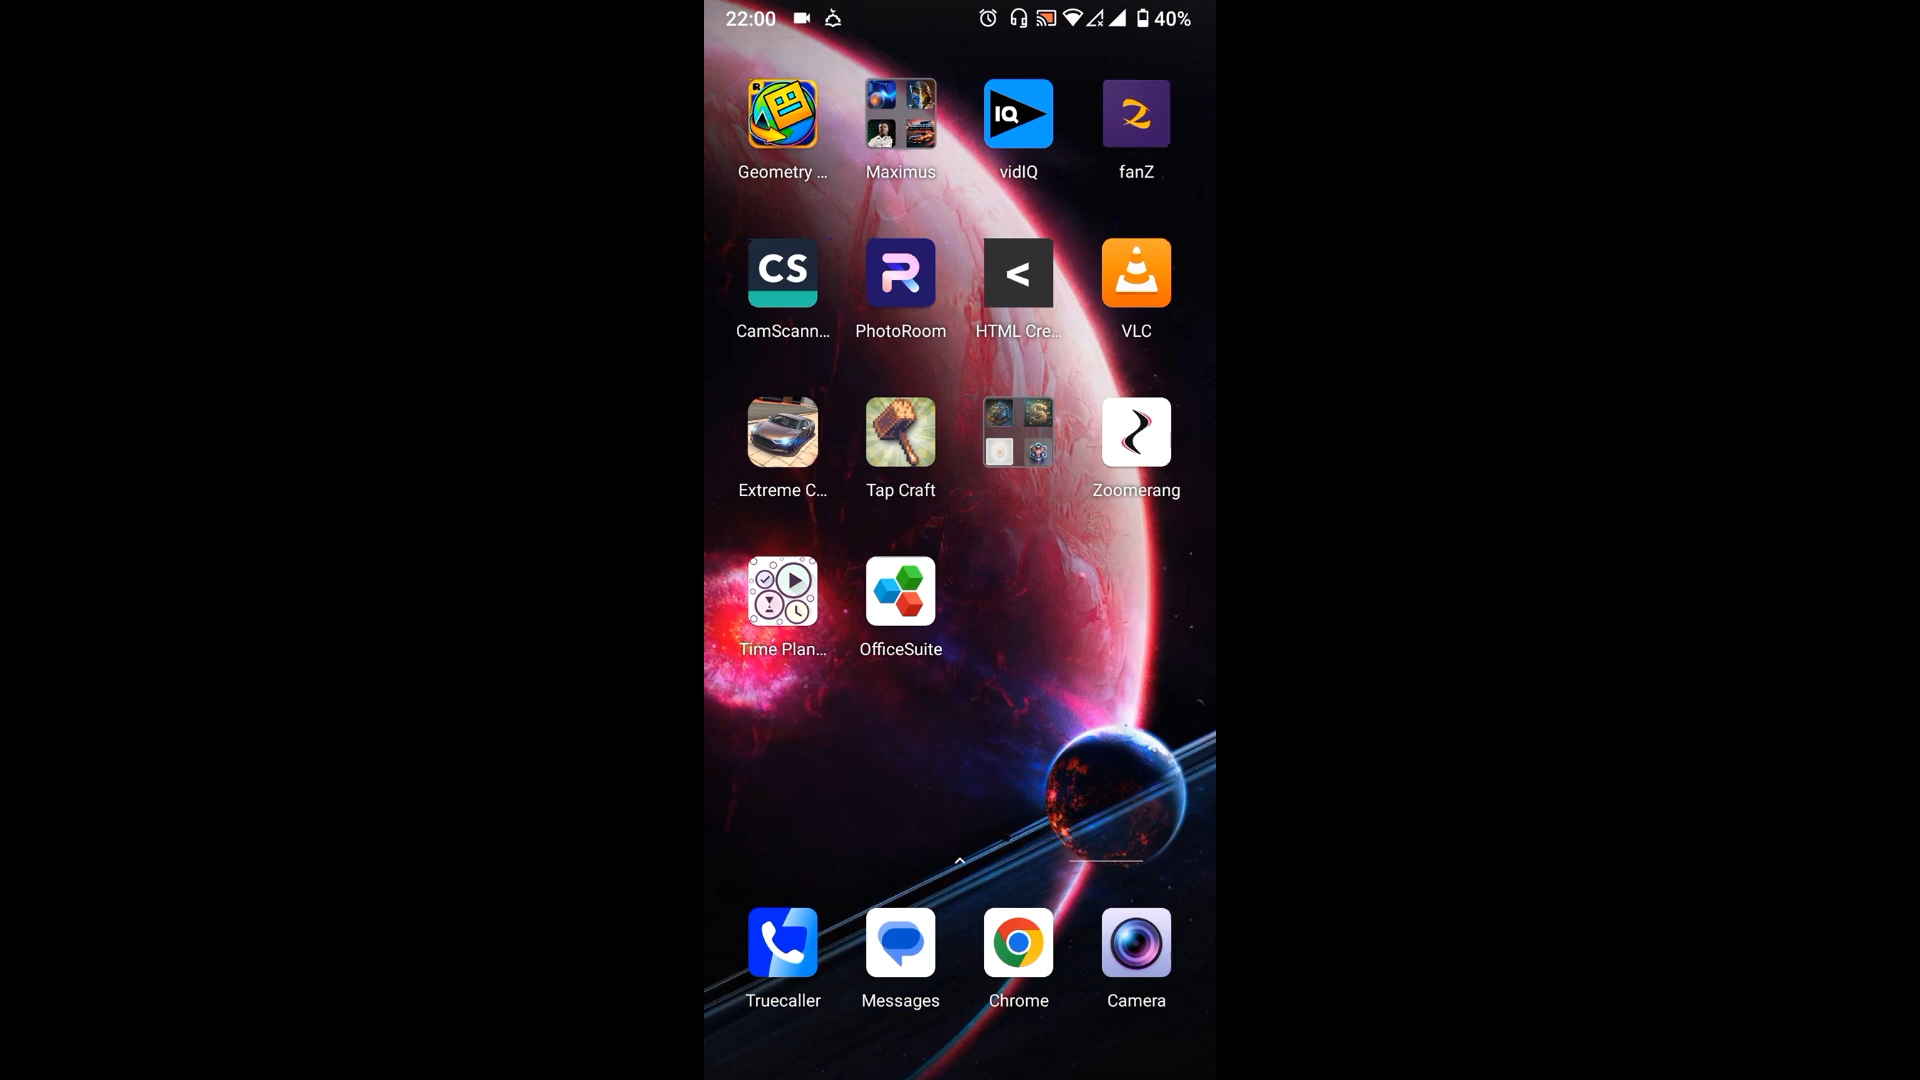 22:00
40%
Geometry ...
Maximus
IQ
vidIQ
fanZ
CS
CamScann...
R
PhotoRoom
<
HTML Cre...
VLC
Extreme C...
Tap Craft
Zoomerang
Time Plan...
OfficeSuite
Truecaller
Messages
Chrome
Camera